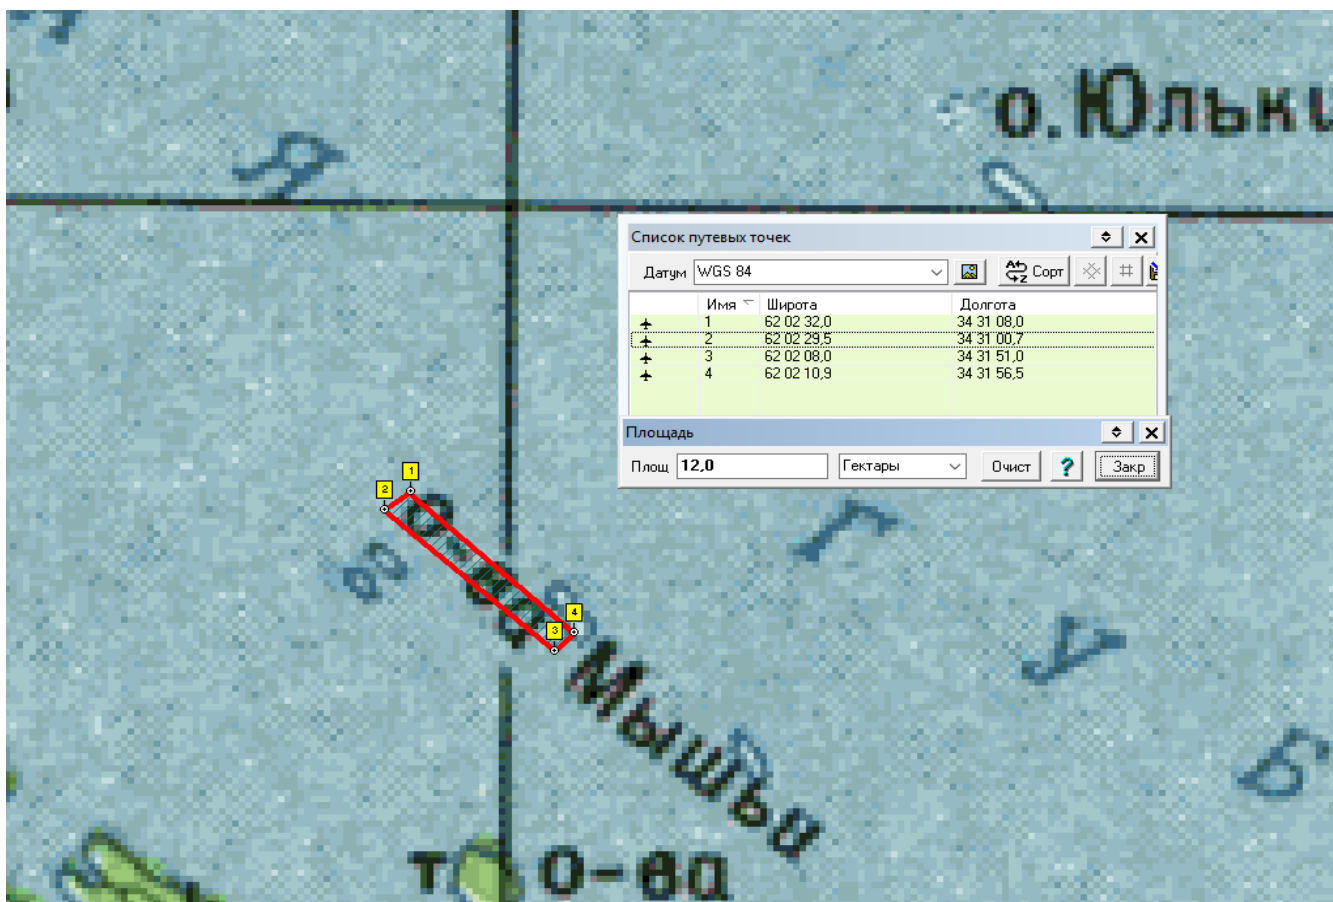 Я
о. Юльки
Список путевых точек
Датум WGS 84 Сорт
Имя Широта Долгота
1 62 02 32,0 34 31 08,0
2 62 02 29,5 34 31 00,7
3 62 02 08,0 34 31 51,0
4 62 02 10,9 34 31 56,5
Площадь
Площ 12,0 Гектары Очист ? Закр
1
2
о-ва Мышьи
3
4
Г
У
Б
т о-ва